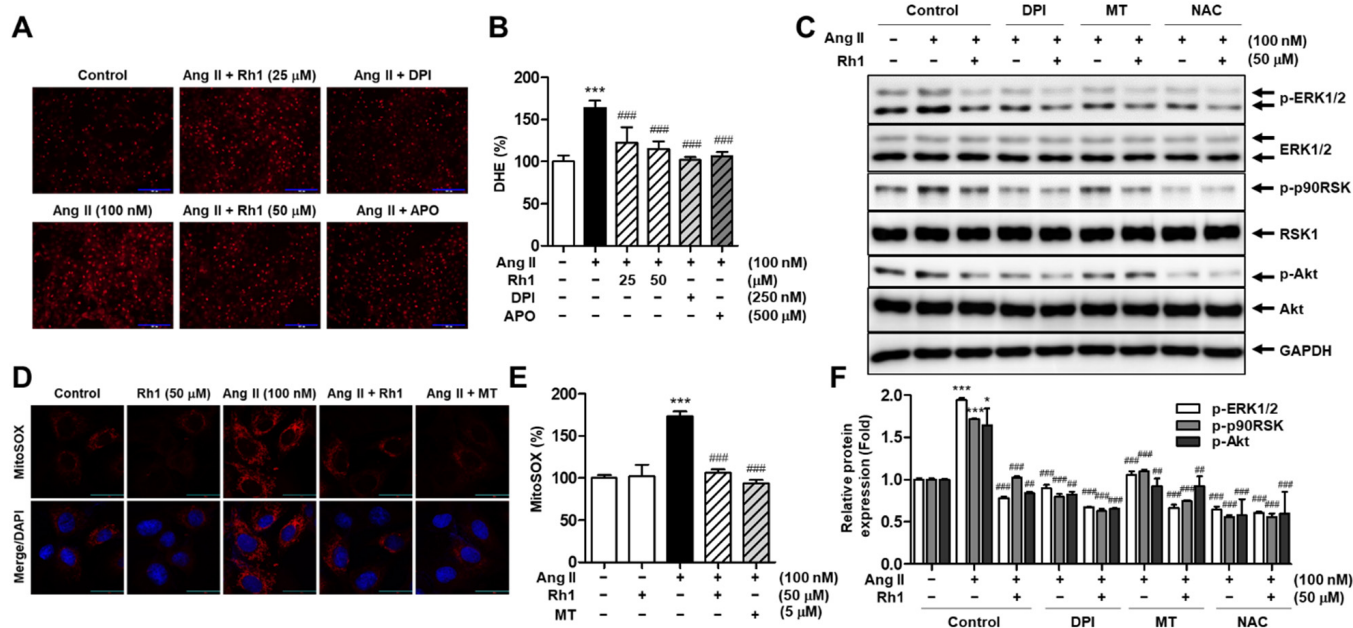 A
Control
Ang II + Rh1 (25 μM)
Ang II + DPI
Ang II (100 nM)
Ang II + Rh1 (50 μM)
Ang II + APO
B
DHE (%)
200
150
100
50
0
***
###
###
###
###
Ang II – + + + + + (100 nM)
Rh1 – – 25 50 – – (μM)
DPI – – – – + – (250 nM)
APO – – – – – + (500 μM)
C
Control DPI MT NAC
Ang II – + + + + + + + + (100 nM)
Rh1 – – + – + – + – + (50 μM)
p-ERK1/2
ERK1/2
p-p90RSK
RSK1
p-Akt
Akt
GAPDH
D
Control
Rh1 (50 μM)
Ang II (100 nM)
Ang II + Rh1
Ang II + MT
MitoSOX
Merge/DAPI
E
MitoSOX (%)
200
150
100
50
0
***
###
###
Ang II – – + + + (100 nM)
Rh1 – + – + – (50 μM)
MT – – – – + (5 μM)
F
Relative protein
expression (Fold)
2.0
1.5
1.0
0.5
0.0
p-ERK1/2
p-p90RSK
p-Akt
*** *** *
### ### ##
### ### ##
### ### ###
### ### ##
### ### ##
### ### ###
### ### ###
Ang II – + + + + + + + + (100 nM)
Rh1 – – + – + – + – + (50 μM)
Control DPI MT NAC